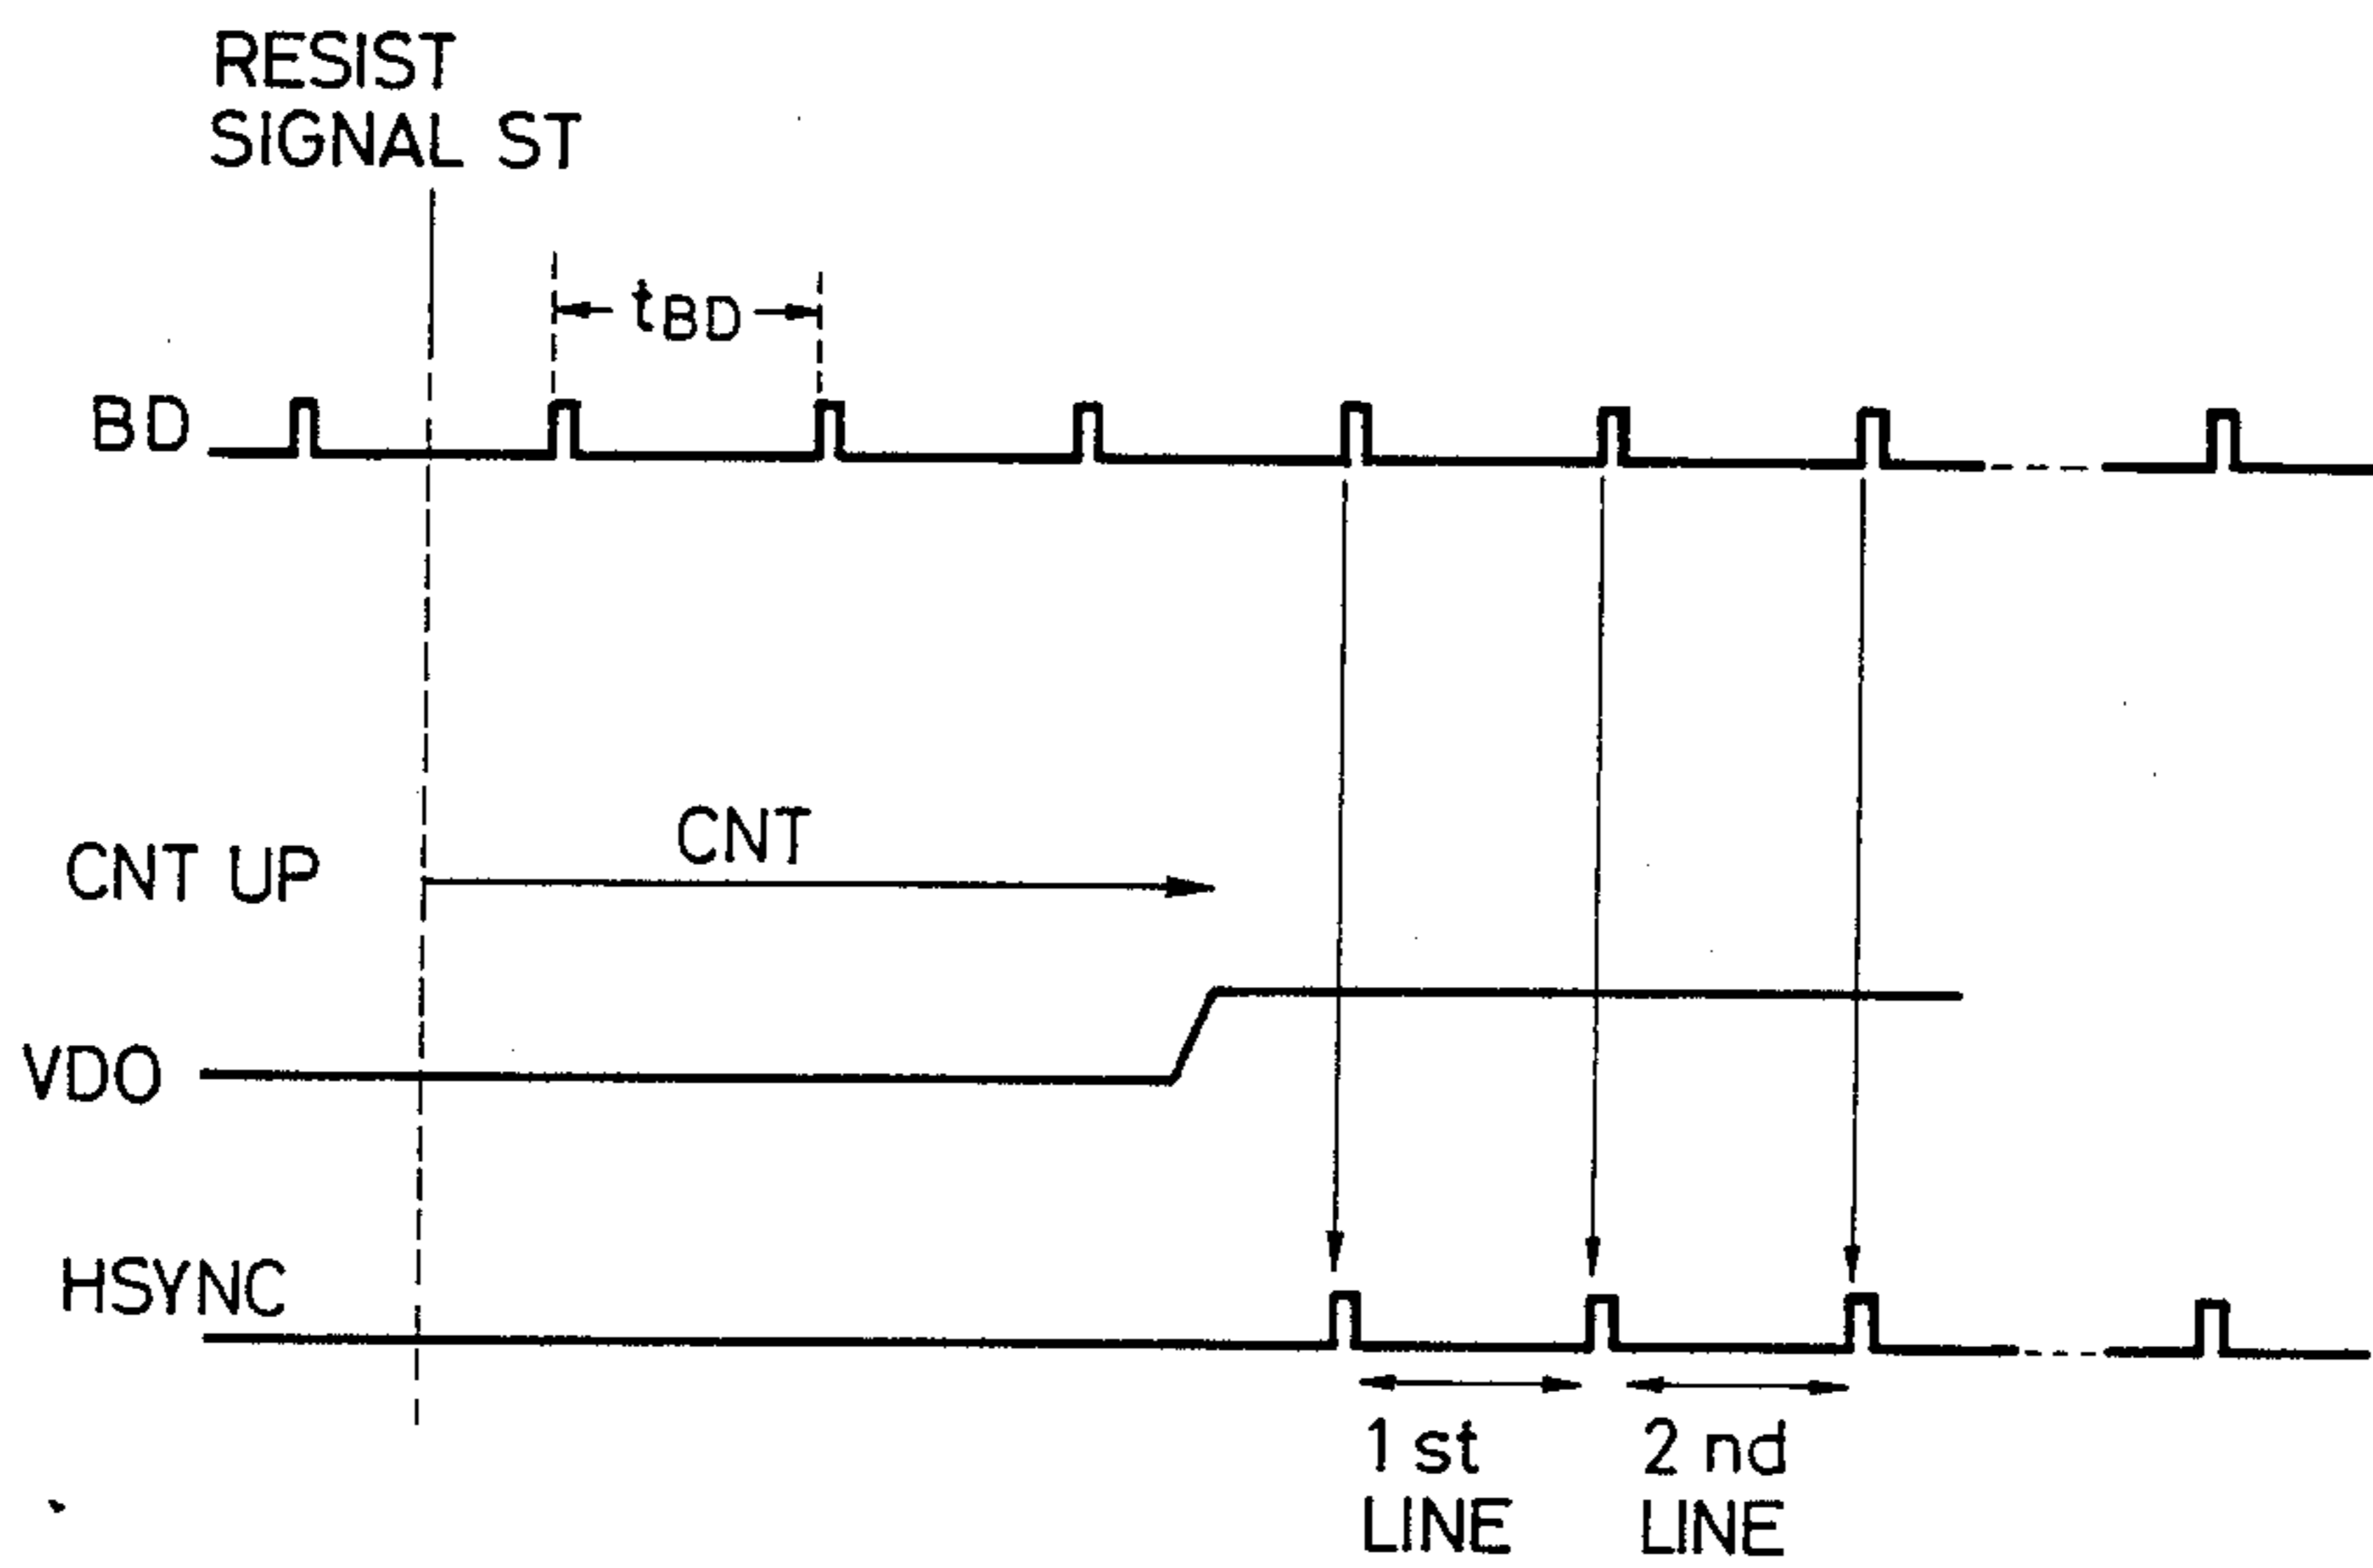 RESIST
SIGNAL ST
tBD
BD
CNT
CNT UP
VDO
HSYNC
1 st
LINE
2 nd
LINE